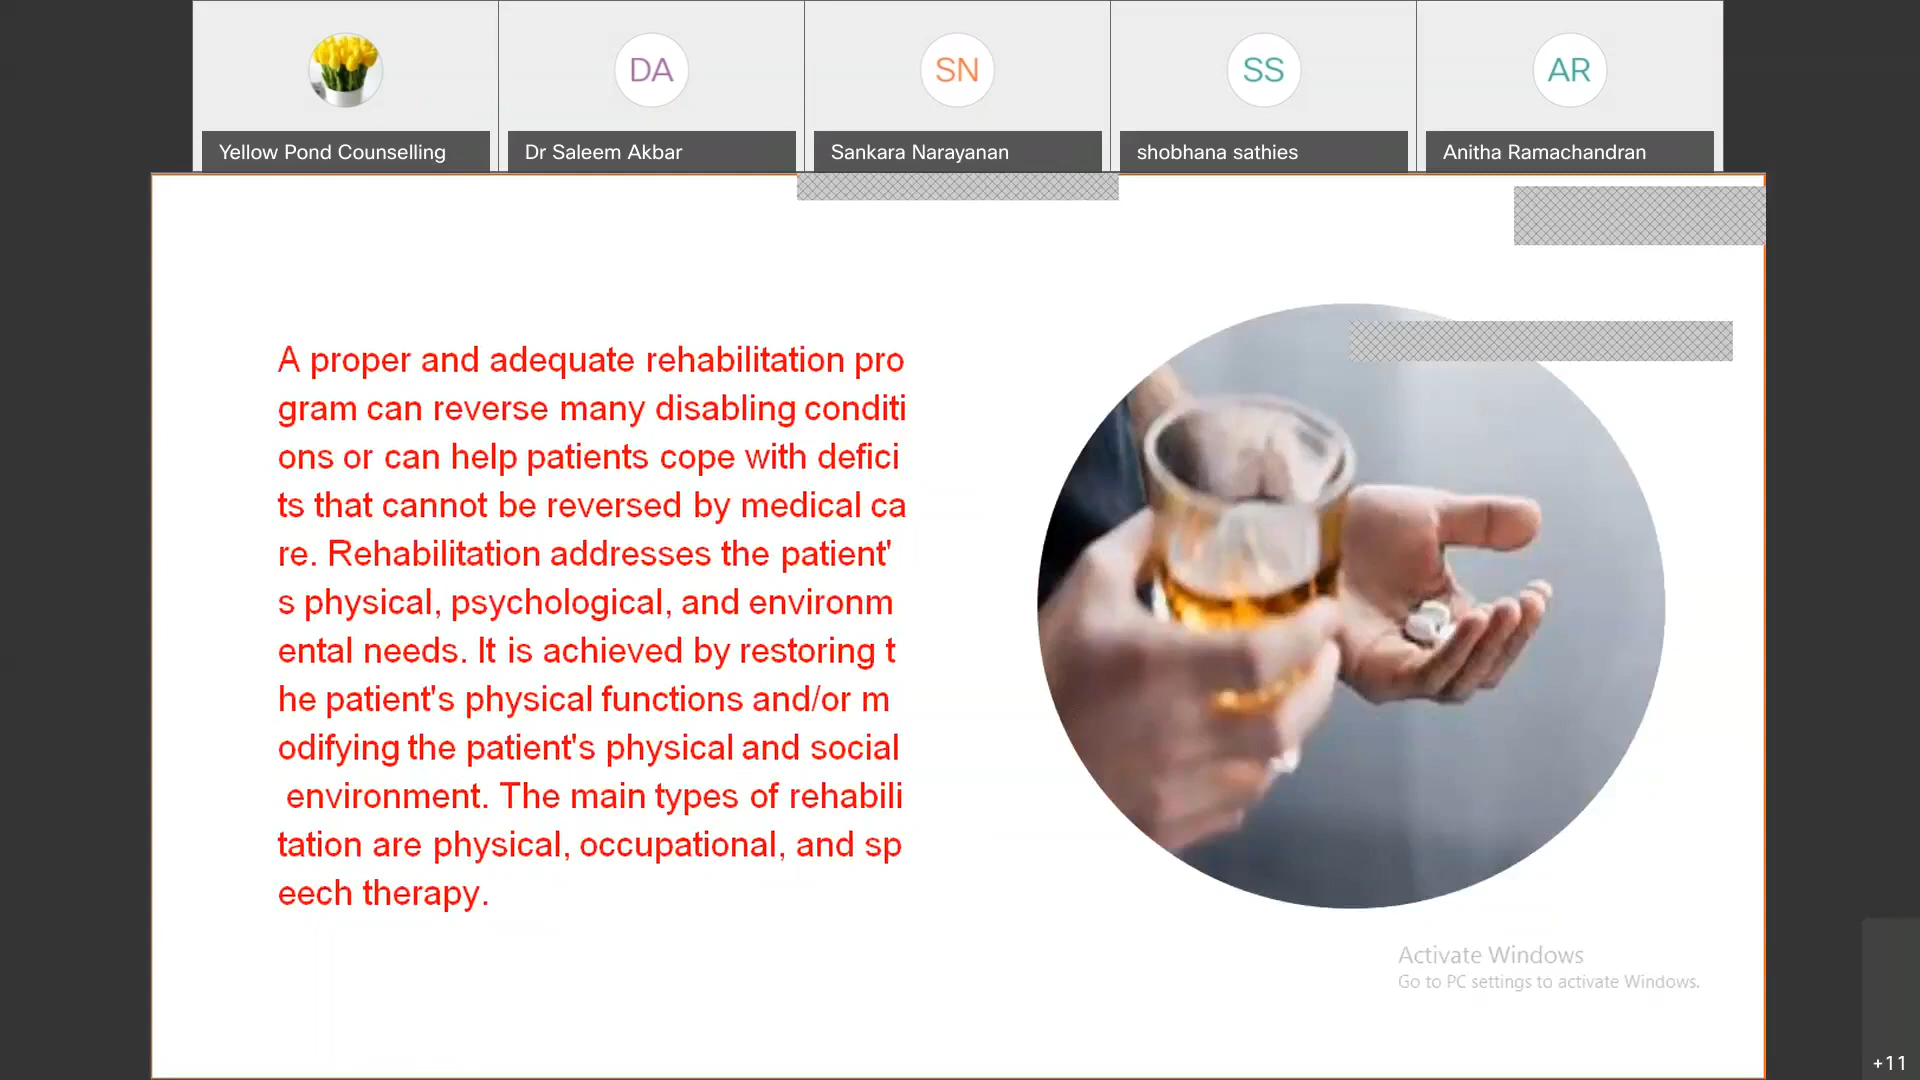 DA
SN
SS
AR
Yellow Pond Counselling
Dr Saleem Akbar
Sankara Narayanan
shobhana sathies
Anitha Ramachandran
A proper and adequate rehabilitation pro
gram can reverse many disabling conditi
ons or can help patients cope with defici
ts that cannot be reversed by medical ca
re. Rehabilitation addresses the patient'
s physical, psychological, and environm
ental needs. It is achieved by restoring t
he patient's physical functions and/or m
odifying the patient's physical and social
environment. The main types of rehabili
tation are physical, occupational, and sp
eech therapy.
Activate Windows
Go to PC settings to activate Windows.
+11